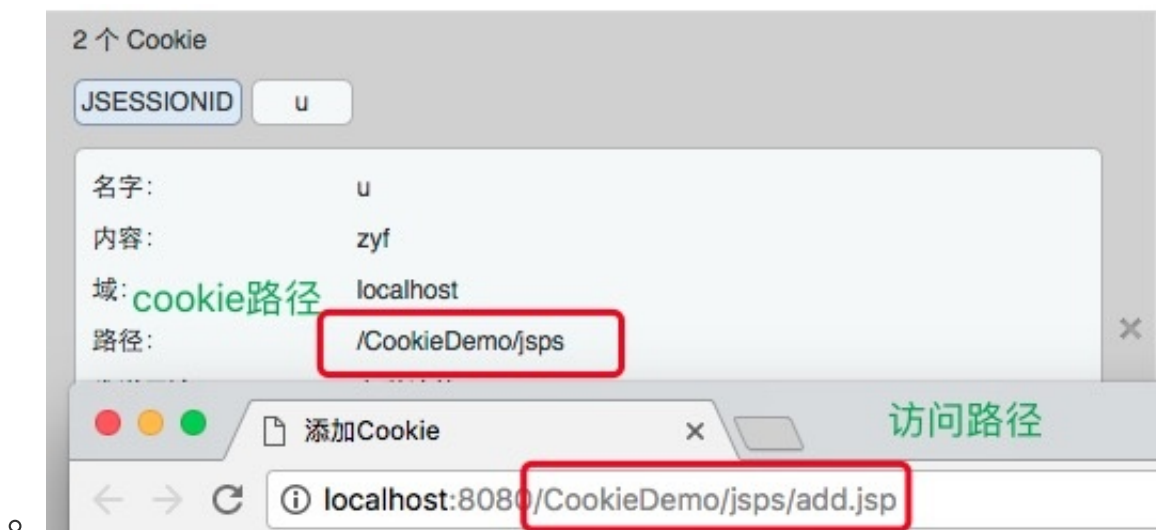 2 个 Cookie
JSESSIONID u
名字: u
内容: zyf
域: localhost
cookie路径
路径: /CookieDemo/jsps
添加Cookie
访问路径
localhost:8080/CookieDemo/jsps/add.jsp
。